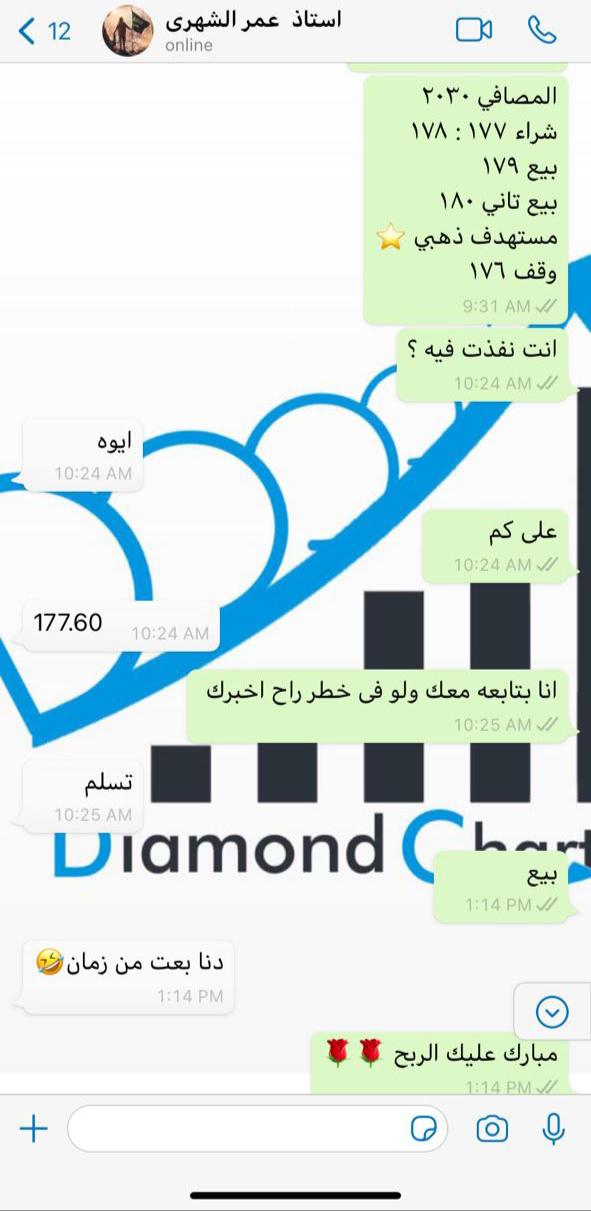 12
استاذ عمر الشهرى
online
المصافي ٢٠٣٠
شراء ١٧٧ : ١٧٨
بيع ١٧٩
بيع تاني ١٨٠
مستهدف ذهبي ⭐
وقف ١٧٦
9:31 AM
انت نفذت فيه ؟
10:24 AM
ايوه
10:24 AM
على كم
10:24 AM
177.60
10:24 AM
انا بتابعه معك ولو فى خطر راح اخبرك
10:25 AM
تسلم
10:25 AM
Diamond Chart
بيع
1:14 PM
دنا بعت من زمان🤣
1:14 PM
مبارك عليك الربح 🌹 🌹
1:14 PM